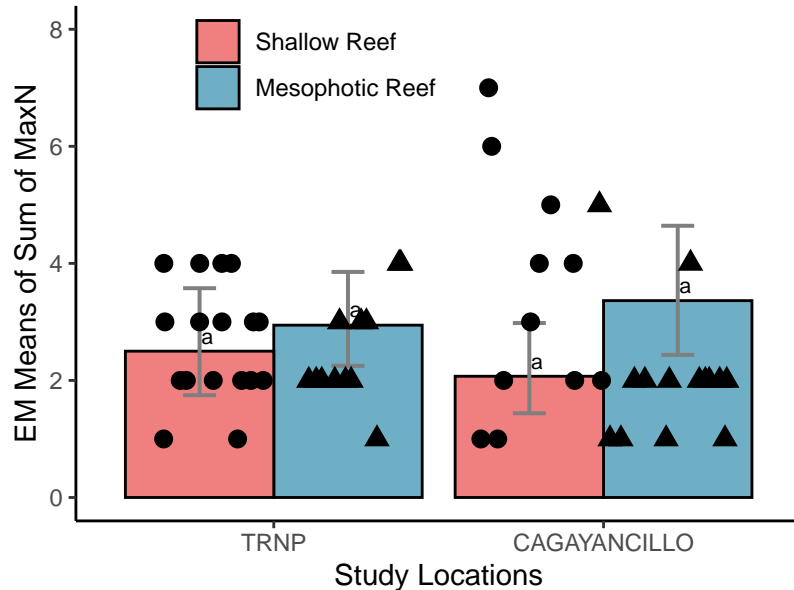 EM Means of Sum of MaxN
8
6
4
2
0
Shallow Reef
Mesophotic Reef
a
a
a
a
TRNP
CAGAYANCILLO
Study Locations